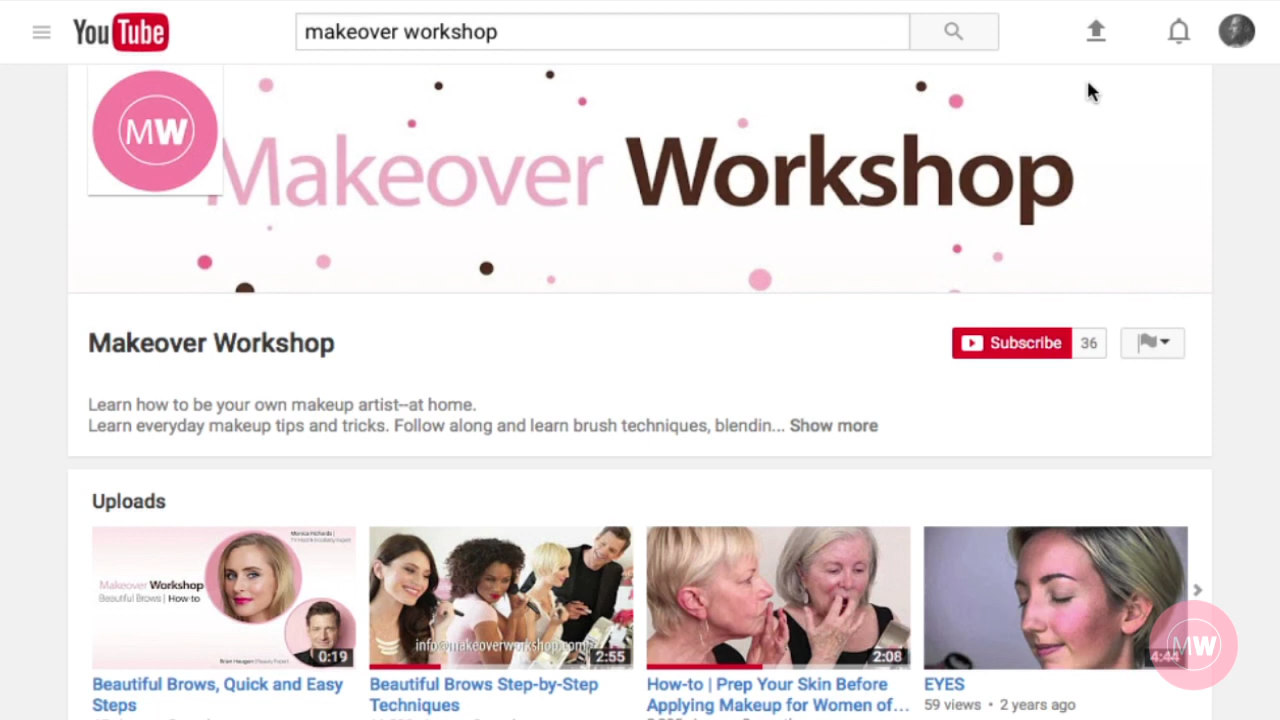 YouTube
makeover workshop
MW
Makeover Workshop
Makeover Workshop
Subscribe 36
Learn how to be your own makeup artist--at home.
Learn everyday makeup tips and tricks. Follow along and learn brush techniques, blendin... Show more
Uploads
Makeover Workshop
Beautiful Brows | How-to
0:19
info@makeoverworkshop.com
2:55
2:08
4:44
MW
Beautiful Brows, Quick and Easy
Steps
Beautiful Brows Step-by-Step
Techniques
How-to | Prep Your Skin Before
Applying Makeup for Women of...
EYES
59 views • 2 years ago